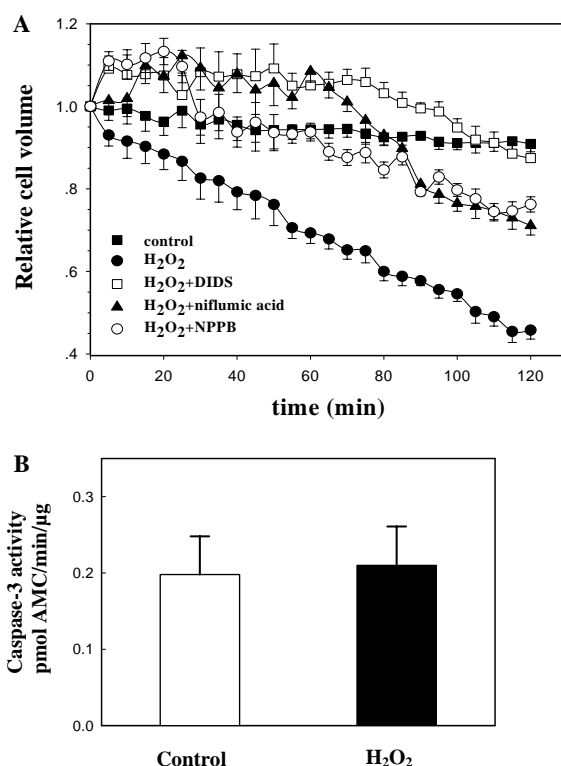 A
1.2
1.0
.8
.6
.4
Relative cell volume
control
H₂O₂
H₂O₂+DIDS
H₂O₂+niflumic acid
H₂O₂+NPPB
0 20 40 60 80 100 120
time (min)
B
0.3
0.2
0.1
0.0
Caspase-3 activity
pmol AMC/min/µg
Control H₂O₂